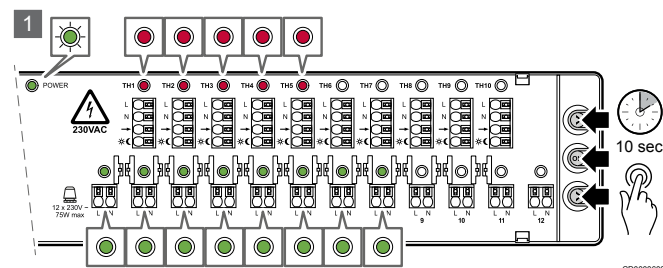 1
POWER TH1 TH2 TH3 TH4 TH5 TH6 TH7 TH8 TH9 TH10
L
N
230VAC
10 sec
12 x 230V ~
75W max
L N L N L N L N L N L N L N L N L N L N L N L N
9 10 11 12